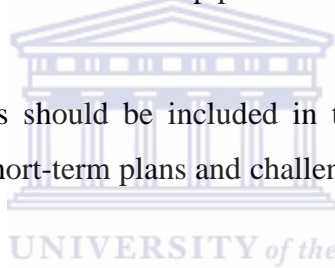 s should be included in t
hort-term plans and challen
UNIVERSITY of the